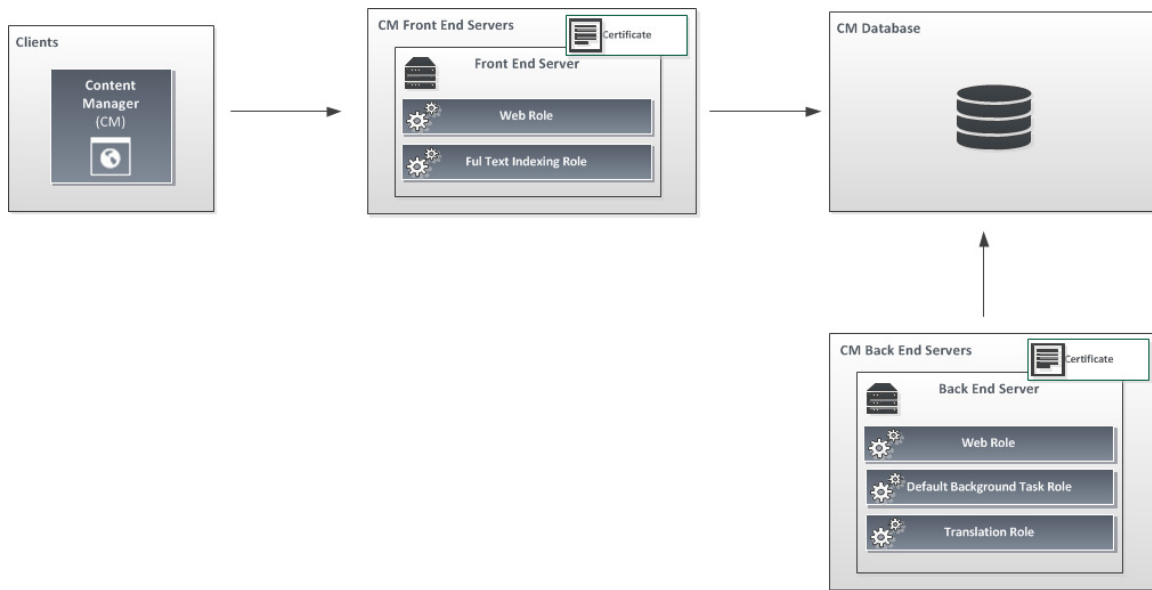 Clients
Content
Manager
(CM)
CM Front End Servers
Certificate
Front End Server
Web Role
Ful Text Indexing Role
CM Database
CM Back End Servers
Certificate
Back End Server
Web Role
Default Background Task Role
Translation Role